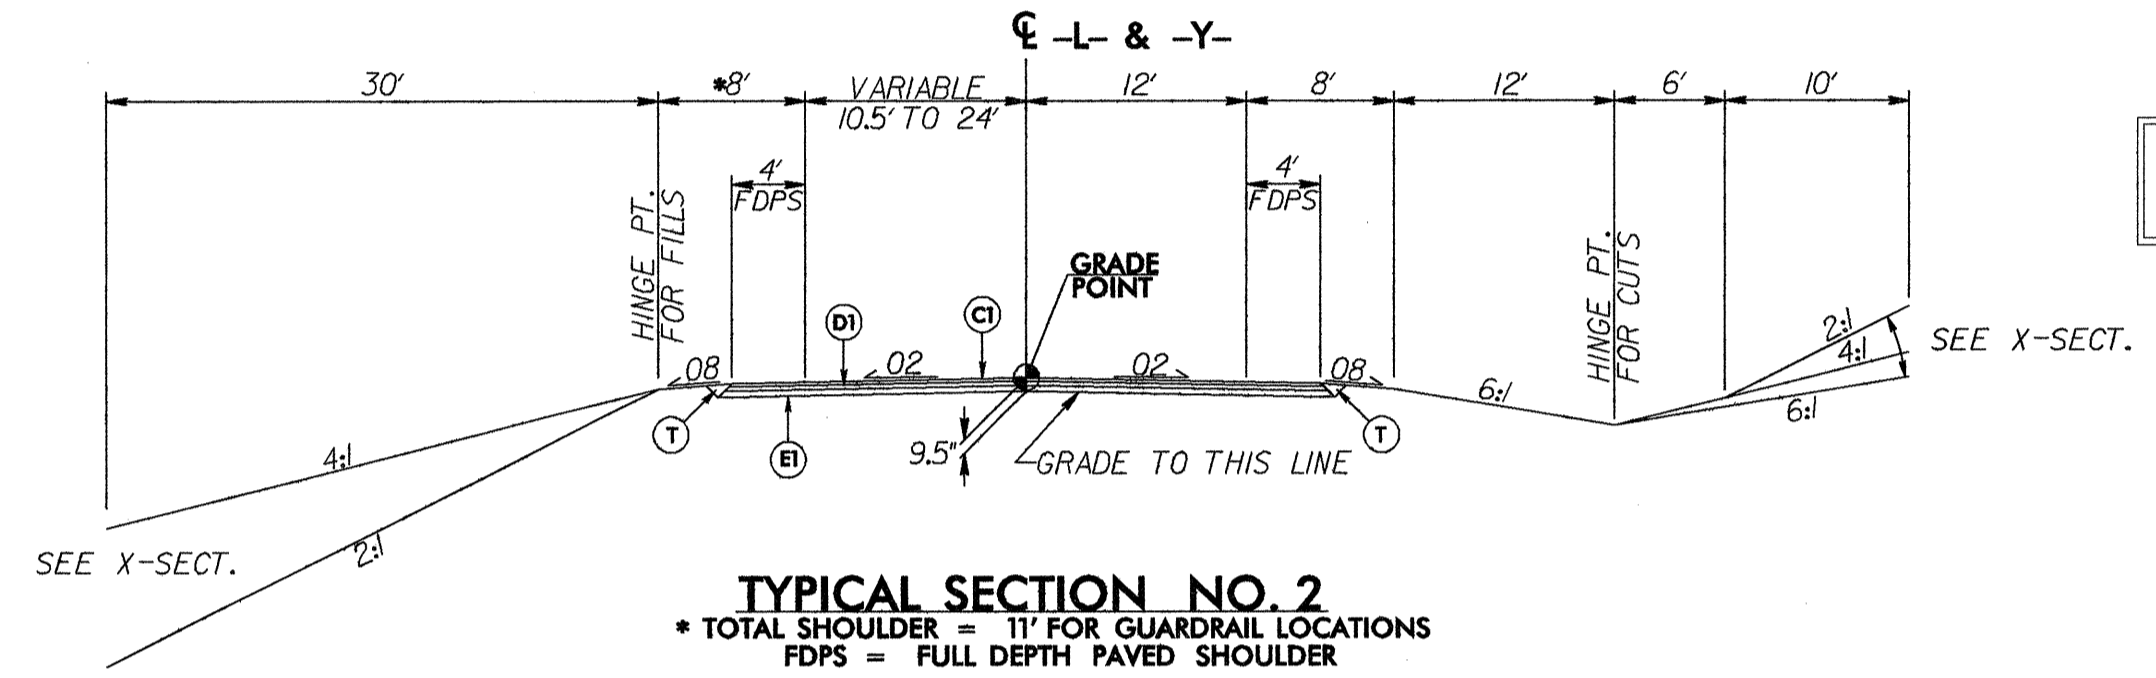 ℄ -L- & -Y-
30'
*8'
VARIABLE
10.5' TO 24'
12'
8'
12'
6'
10'
4'
FDPS
4'
FDPS
HINGE PT.
FOR FILLS
HINGE PT.
FOR CUTS
GRADE
POINT
D1
C1
08
02
02
08
T
E1
T
9.5"
GRADE TO THIS LINE
6:1
2:1
4:1
6:1
SEE X-SECT.
4:1
2:1
SEE X-SECT.
TYPICAL SECTION NO. 2
* TOTAL SHOULDER = 11' FOR GUARDRAIL LOCATIONS
FDPS = FULL DEPTH PAVED SHOULDER